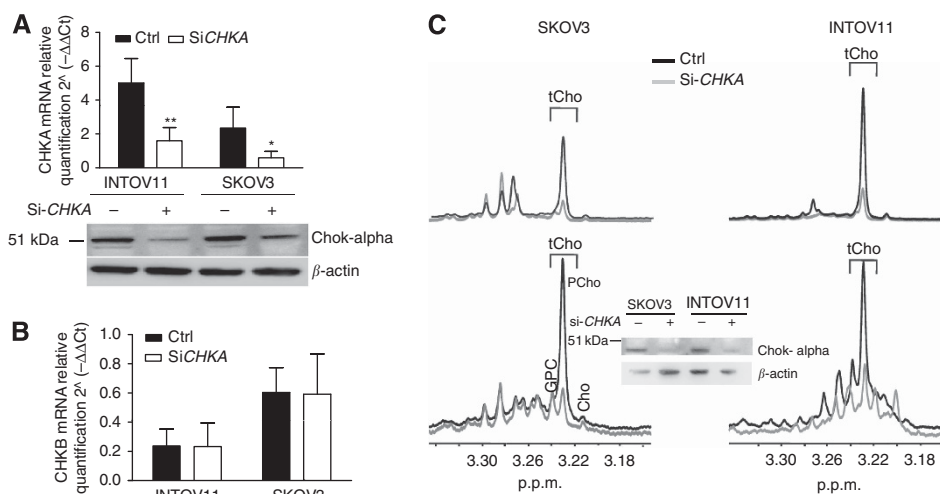 A
CHKA mRNA relative
quantification 2^ (−ΔΔCt)
Ctrl
SiCHKA
8
6
4
2
0
**
*
INTOV11
SKOV3
Si-CHKA
−
+
−
+
51 kDa
Chok-alpha
β-actin
B
CHKB mRNA relative
quantification 2^ (−ΔΔCt)
Ctrl
SiCHKA
1.0
0.8
0.6
0.4
0.2
0.0
INTOV11
SKOV3
C
SKOV3
INTOV11
Ctrl
Si-CHKA
tCho
tCho
tCho
PCho
GPC
Cho
tCho
SKOV3
INTOV11
si-CHKA
−
+
−
+
51 kDa
Chok- alpha
β-actin
3.30
3.26
3.22
3.18
p.p.m.
3.30
3.26
3.22
3.18
p.p.m.